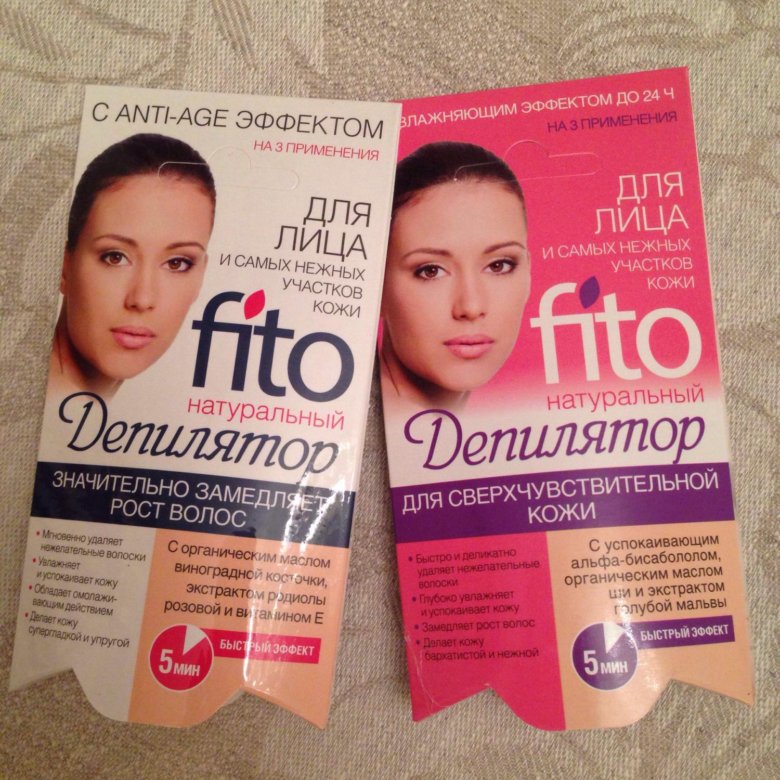 С ANTI-AGE ЭФФЕКТОМ
НА 3 ПРИМЕНЕНИЯ
ДЛЯ
ЛИЦА
И САМЫХ НЕЖНЫХ
УЧАСТКОВ
КОЖИ
fito
натуральный
Депилятор
ЗНАЧИТЕЛЬНО ЗАМЕДЛЯЕТ
РОСТ ВОЛОС
• Мгновенно удаляет
нежелательные волоски
• Увлажняет
и успокаивает кожу
• Обладает омолажи-
вающим действием
• Делает кожу
супергладкой и упругой
С органическим маслом
виноградной косточки,
экстрактом родиолы
розовой и витамином Е
5 мин
БЫСТРЫЙ ЭФФЕКТ
ВЛАЖНЯЮЩИМ ЭФФЕКТОМ ДО 24 Ч
НА 3 ПРИМЕНЕНИЯ
ДЛЯ
ЛИЦА
И САМЫХ НЕЖНЫХ
УЧАСТКОВ
КОЖИ
fito
натуральный
Депилятор
ДЛЯ СВЕРХЧУВСТВИТЕЛЬНОЙ
КОЖИ
• Быстро и деликатно
удаляет нежелательные
волоски
• Глубоко увлажняет
и успокаивает кожу
• Замедляет рост волос
• Делает кожу
бархатистой и нежной
С успокаивающим
альфа-бисабололом,
органическим маслом
ши и экстрактом
голубой мальвы
5 мин
БЫСТРЫЙ ЭФФЕКТ